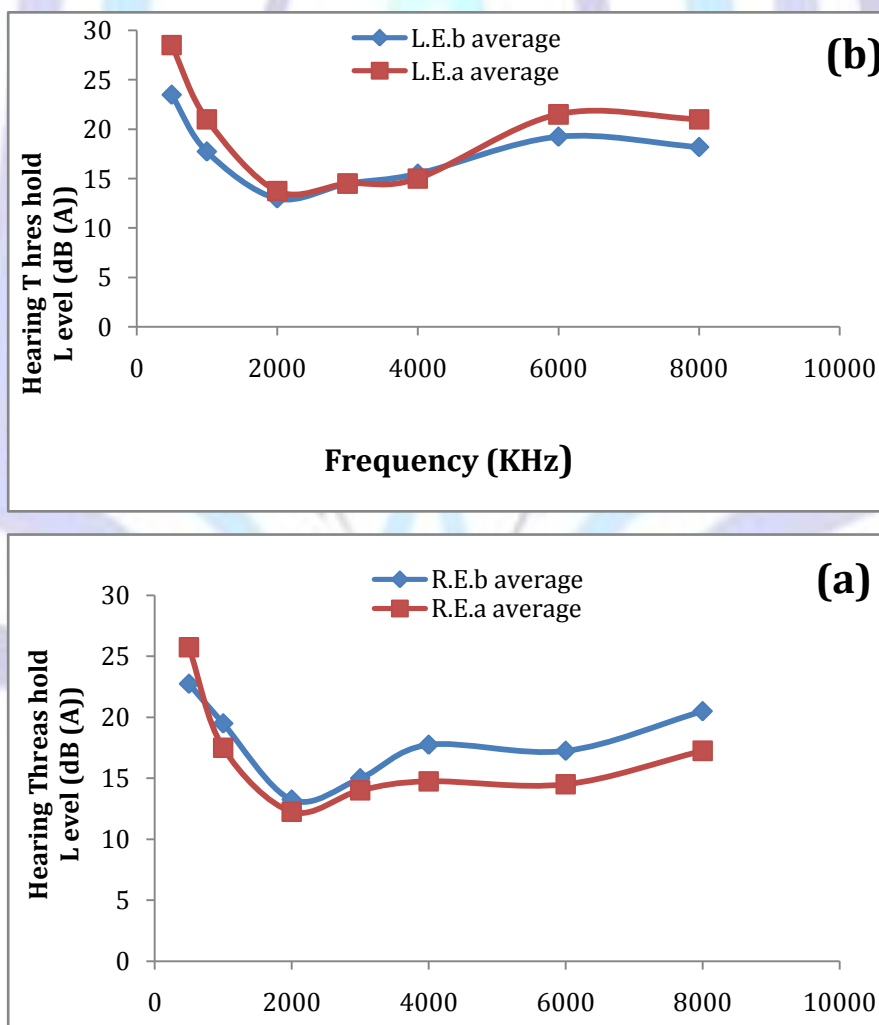 (b)
L.E.b average
L.E.a average
30
25
20
15
10
5
0
Hearing T hres hold
L evel (dB (A))
0 2000 4000 6000 8000 10000
Frequency (KHz)
(a)
R.E.b average
R.E.a average
30
25
20
15
10
5
0
Hearing Threas hold
L evel (dB (A))
0 2000 4000 6000 8000 10000